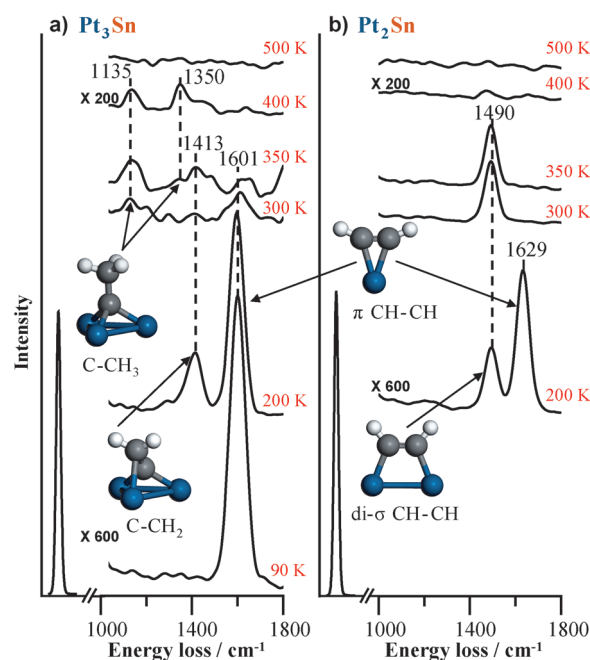 a) Pt3Sn
500 K
1135
1350
X 200
400 K
1413
1601
350 K
300 K
C-CH3
200 K
C-CH2
X 600
90 K
Intensity
1000 1400 1800
Energy loss / cm-1
b) Pt2Sn
500 K
X 200
400 K
1490
350 K
300 K
1629
π CH-CH
X 600
200 K
di-σ CH-CH
1000 1400 1800
Energy loss / cm-1